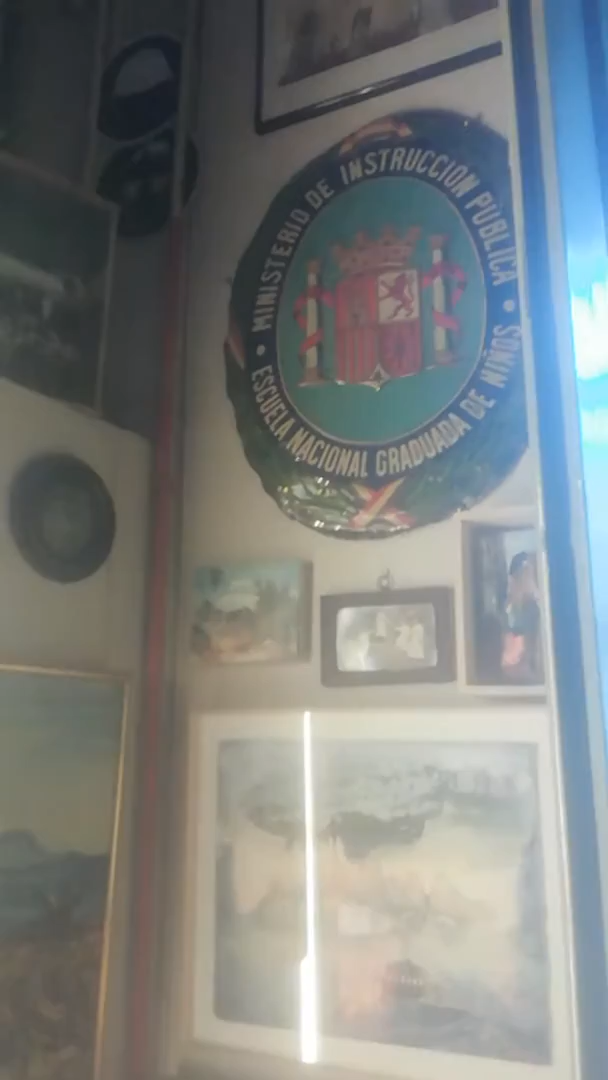 MINISTERIO DE INSTRUCCION PUBLICA
ESCUELA NACIONAL GRADUADA DE NIÑOS